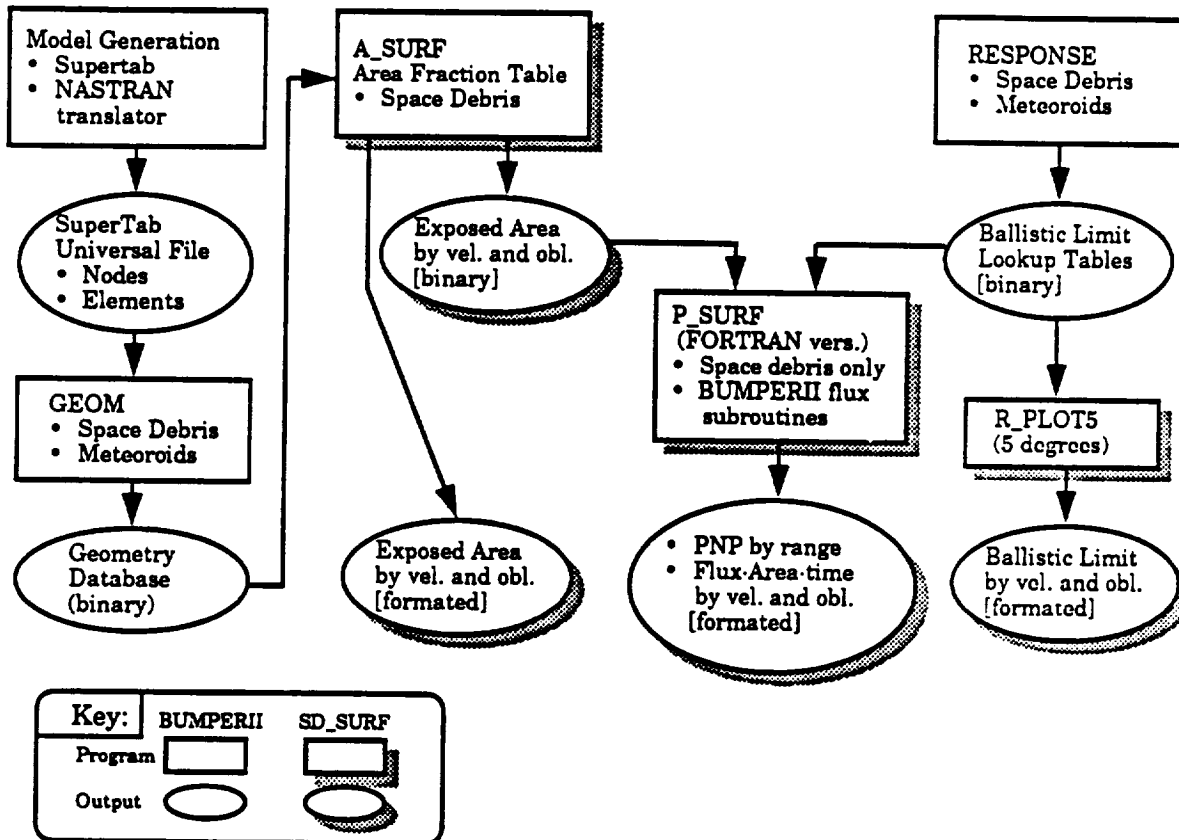 Model Generation
• Supertab
• NASTRAN
translator
SuperTab
Universal File
• Nodes
• Elements
GEOM
• Space Debris
• Meteoroids
Geometry
Database
(binary)
A_SURF
Area Fraction Table
• Space Debris
Exposed Area
by vel. and obl.
[binary]
Exposed Area
by vel. and obl.
[formated]
P_SURF
(FORTRAN vers.)
• Space debris only
• BUMPERII flux
subroutines
• PNP by range
• Flux·Area·time
by vel. and obl.
[formated]
RESPONSE
• Space Debris
• Meteoroids
Ballistic Limit
Lookup Tables
[binary]
R_PLOT5
(5 degrees)
Ballistic Limit
by vel. and obl.
[formated]
Key: BUMPERII SD_SURF
Program
Output